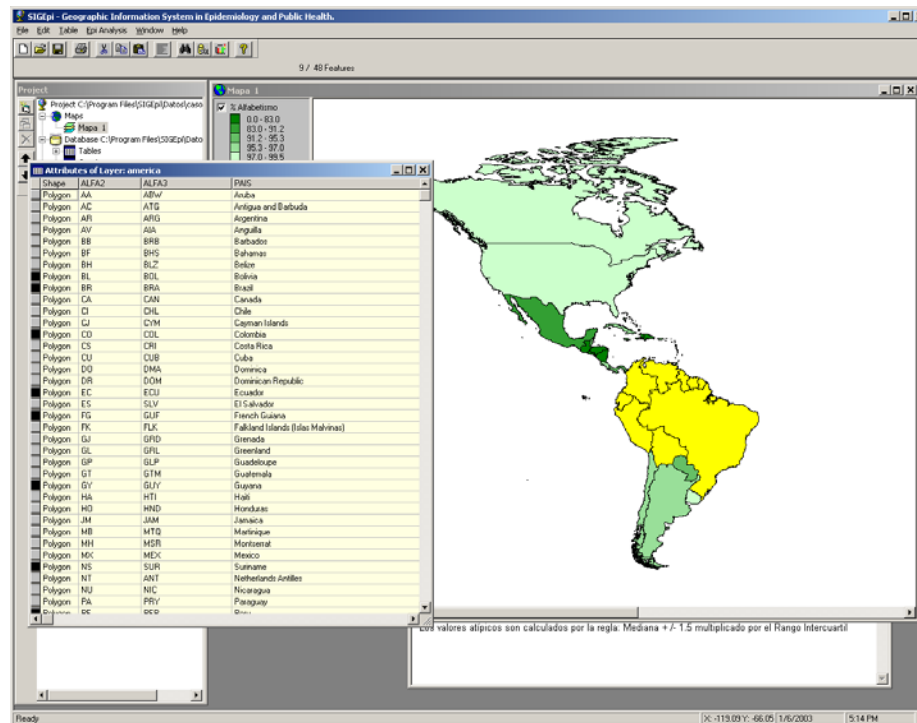 SIGEpi - Geographic Information System in Epidemiology and Public Health.
File Edit Table Epi Analysis Window Help
9 / 48 Features
Project
Project C:\Program Files\SIGEpi\Datos\caso
Maps
Mapa 1
Database C:\Program Files\SIGEpi\Dato
Tables
Mapa 1
% Alfabetismo
0.0 - 83.0
83.0 - 91.2
91.2 - 95.3
95.3 - 97.0
97.0 - 99.5
Attributes of Layer: america
Shape ALFA2 ALFA3 PAIS
Polygon AA ABW Aruba
Polygon AC ATG Antigua and Barbuda
Polygon AR ARG Argentina
Polygon AV AIA Anguilla
Polygon BB BRB Barbados
Polygon BF BHS Bahamas
Polygon BH BLZ Belize
Polygon BL BOL Bolivia
Polygon BR BRA Brazil
Polygon CA CAN Canada
Polygon CI CHL Chile
Polygon CJ CYM Cayman Islands
Polygon CO COL Colombia
Polygon CS CRI Costa Rica
Polygon CU CUB Cuba
Polygon DO DMA Dominica
Polygon DR DOM Dominican Republic
Polygon EC ECU Ecuador
Polygon ES SLV El Salvador
Polygon FG GUF French Guiana
Polygon FK FLK Falkland Islands (Islas Malvinas)
Polygon GJ GRD Grenada
Polygon GL GRL Greenland
Polygon GP GLP Guadeloupe
Polygon GT GTM Guatemala
Polygon GY GUY Guyana
Polygon HA HTI Haiti
Polygon HO HND Honduras
Polygon JM JAM Jamaica
Polygon MB MTQ Martinique
Polygon MH MSR Montserrat
Polygon MX MEX Mexico
Polygon NS SUR Suriname
Polygon NT ANT Netherlands Antilles
Polygon NU NIC Nicaragua
Polygon PA PRY Paraguay
Polygon PE PER Peru
Los valores atípicos son calculados por la regla: Mediana + / - 1.5 multiplicado por el Rango Intercuartil
Ready X: -119.09 Y: -66.05 1/6/2003 5:14 PM